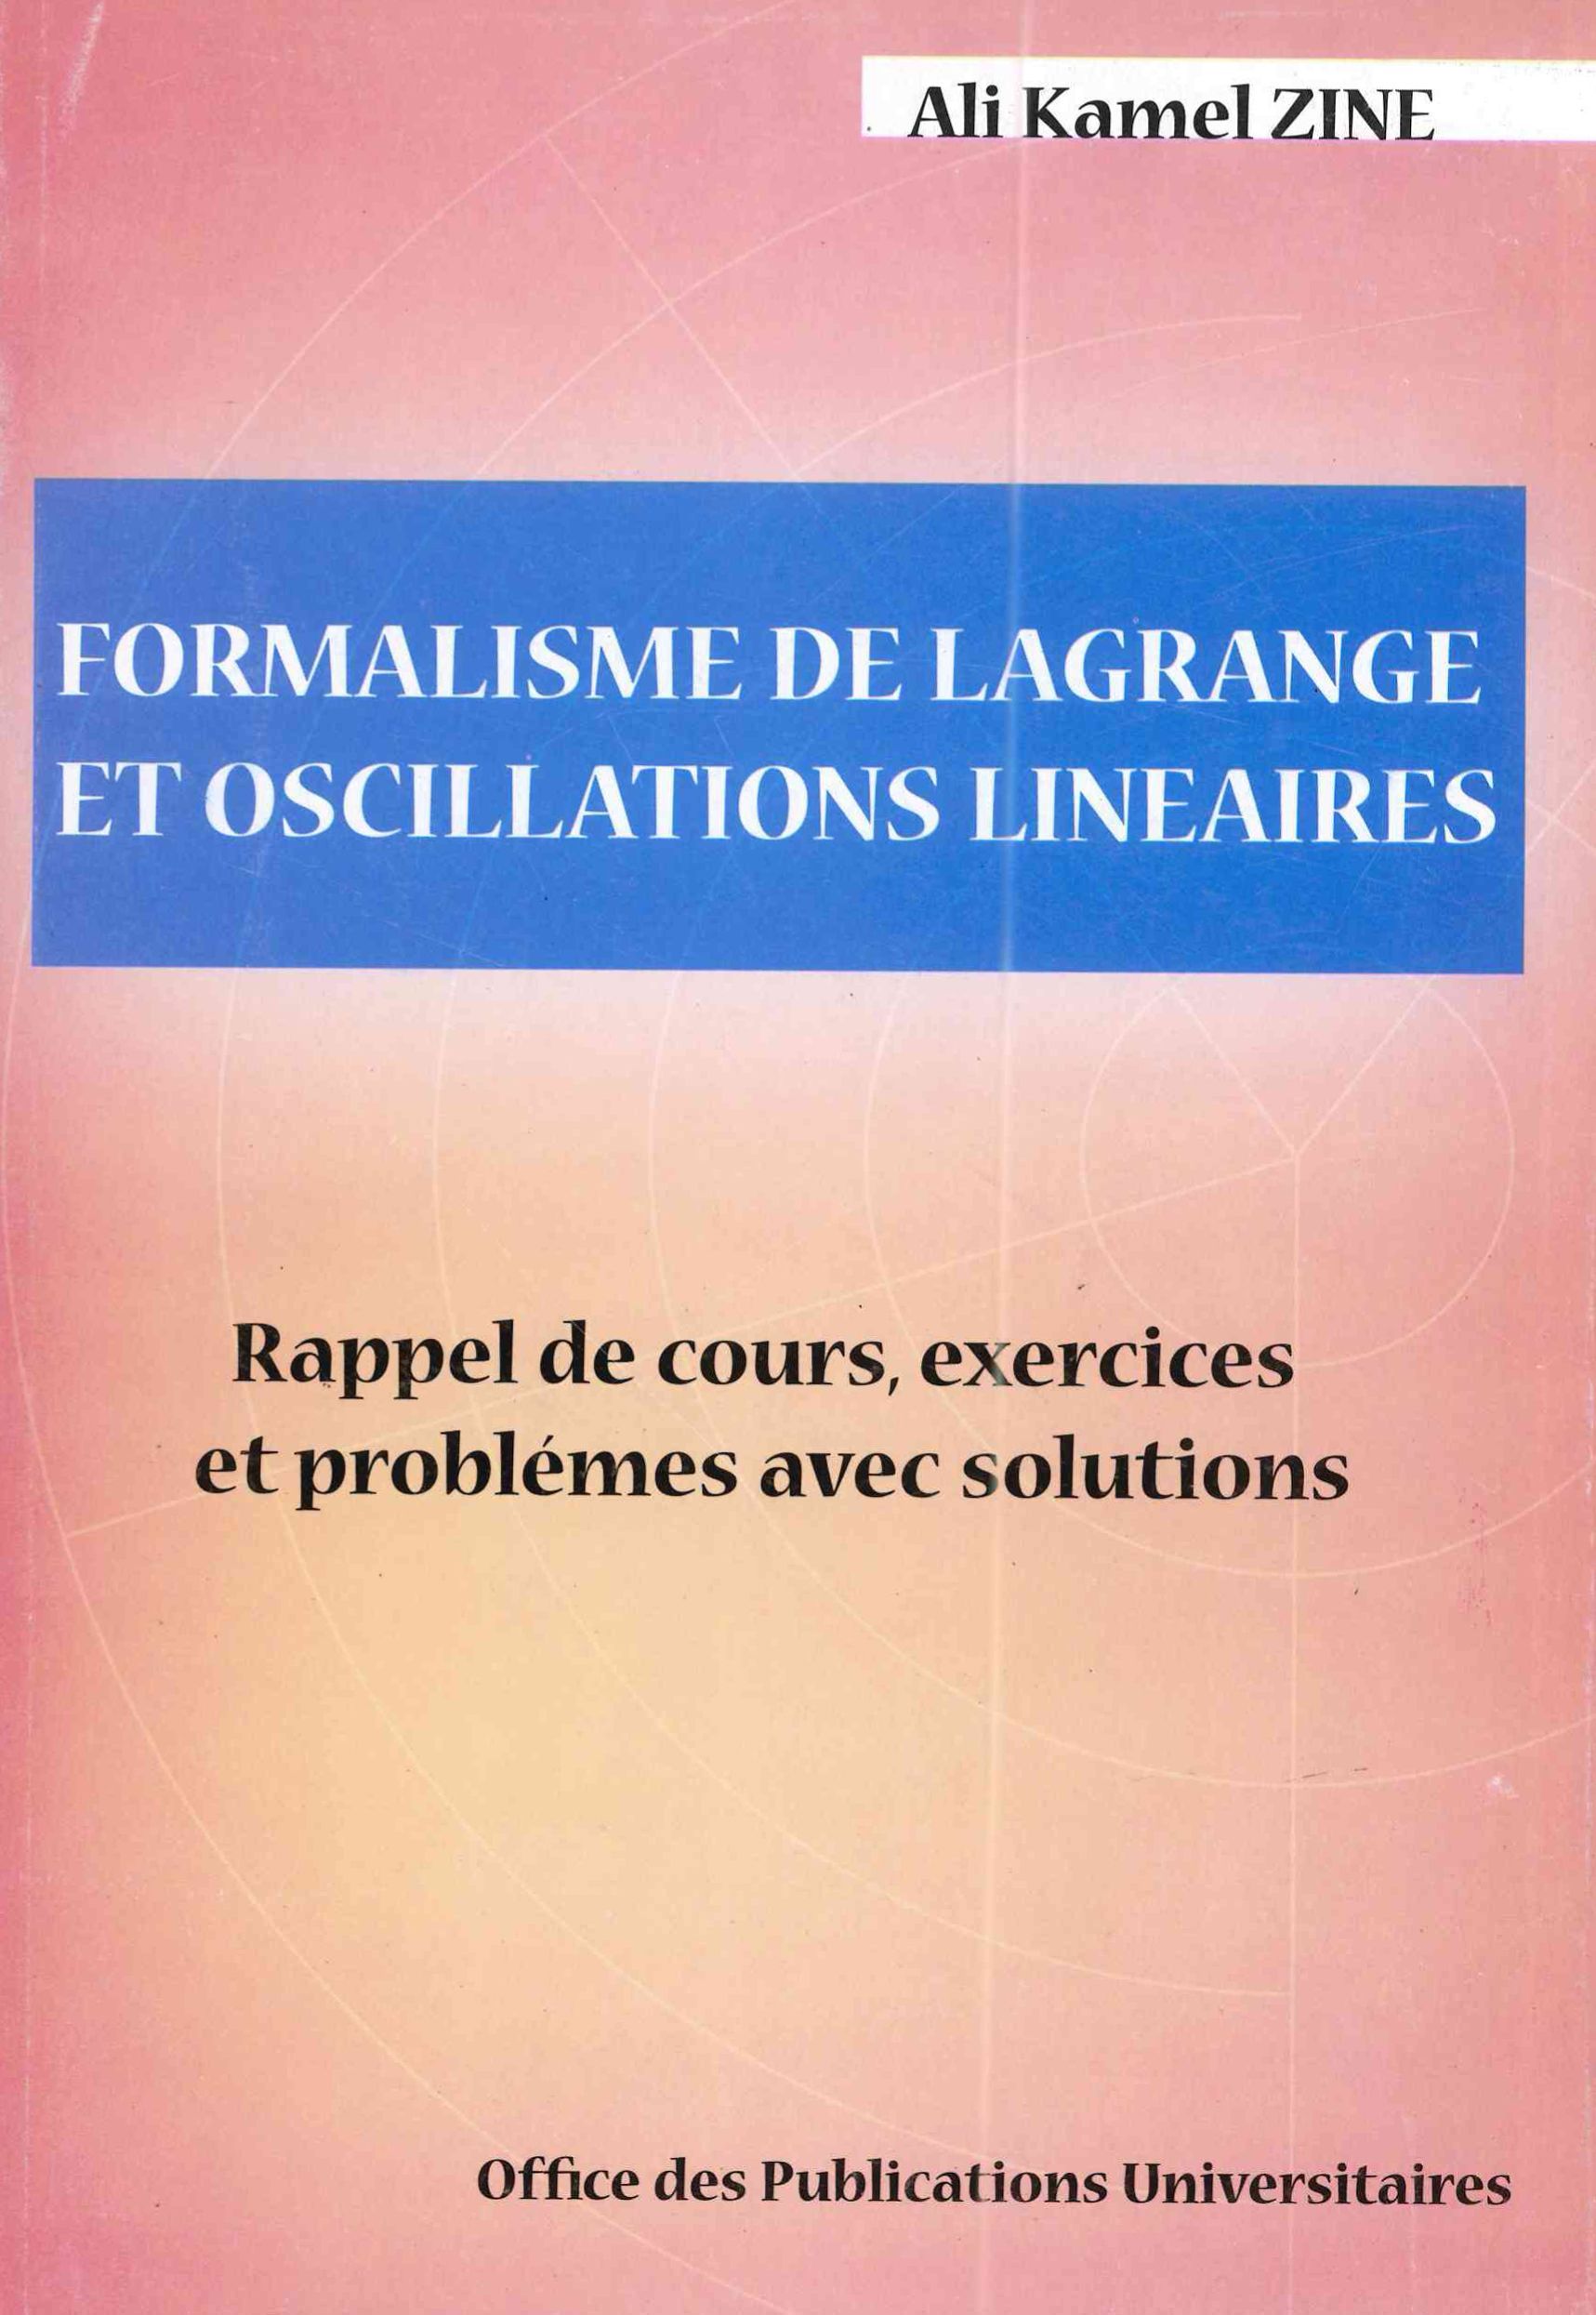 Ali Kamel ZINE
FORMALISME DE LAGRANGE
ET OSCILLATIONS LINEAIRES
Rappel de cours, exercices
et problémes avec solutions
Office des Publications Universitaires